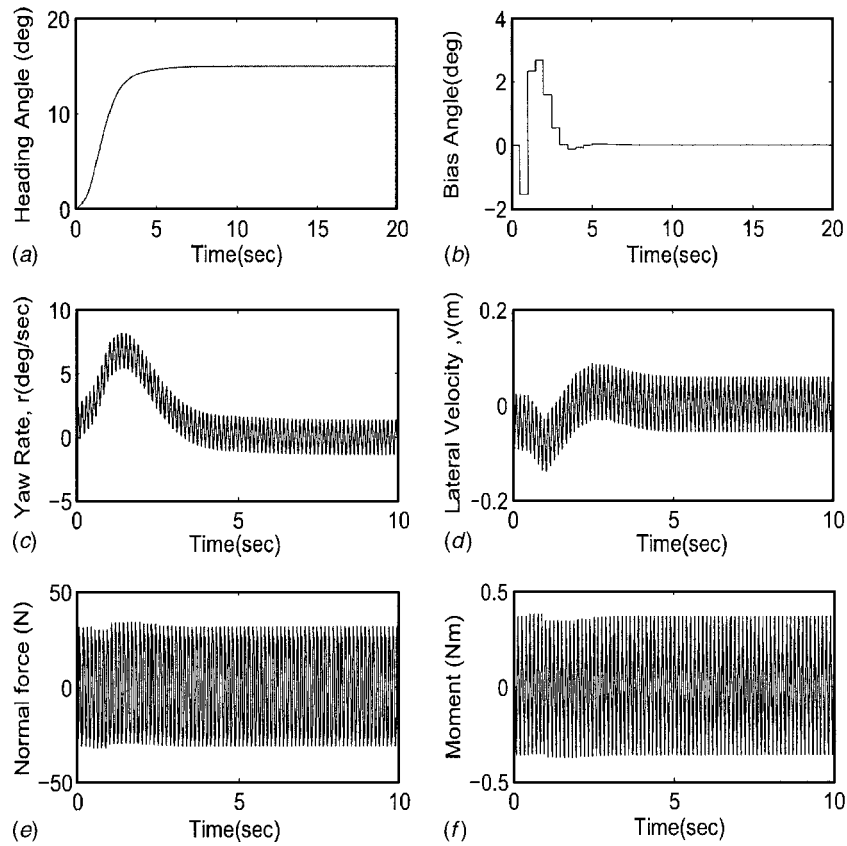 Heading Angle (deg)
20
10
0
0 5 10 15 20
Time(sec)
(a)
Bias Angle(deg)
4
2
0
−2
0 5 10 15 20
Time(sec)
(b)
Yaw Rate, r(deg/sec)
10
5
0
−5
0 5 10
Time(sec)
(c)
Lateral Velocity ,v(m)
0.2
0
−0.2
0 5 10
Time(sec)
(d)
Normal force (N)
50
0
−50
0 5 10
Time(sec)
(e)
Moment (Nm)
0.5
0
−0.5
0 5 10
Time(sec)
(f)